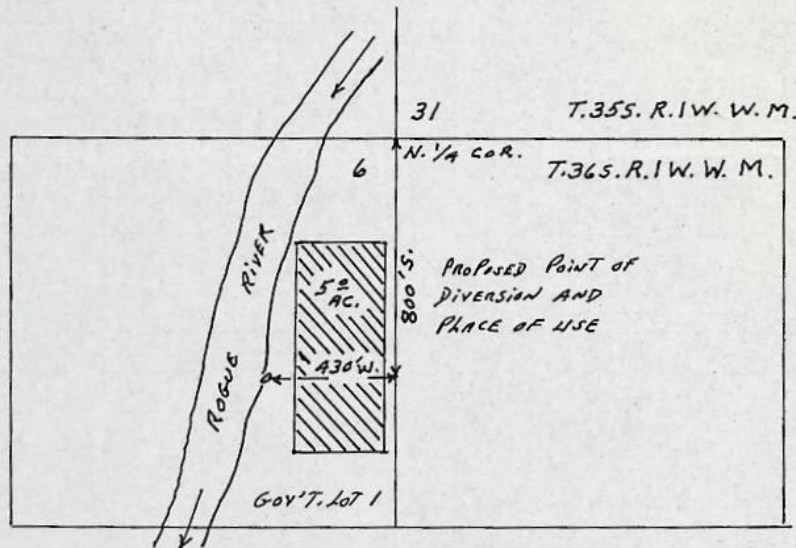 31
T.35S. R.1W. W.M.
N. 1/4 COR.
6
T.36S. R.1W. W.M.
ROGUE RIVER
5.0
AC.
800'S.
PROPOSED POINT OF
DIVERSION AND
PLACE OF USE
430'W.
GOV'T. LOT 1